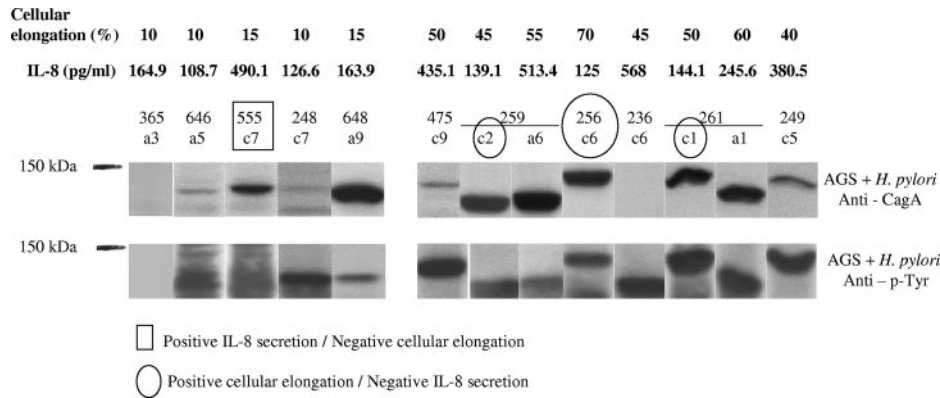 Cellular
elongation (%) 10 10 15 10 15 50 45 55 70 45 50 60 40
IL-8 (pg/ml) 164.9 108.7 490.1 126.6 163.9 435.1 139.1 513.4 125 568 144.1 245.6 380.5
365 646 555 248 648 475 259 256 236 261 249
a3 a5 c7 c7 a9 c9 c2 a6 c6 c6 c1 a1 c5
150 kDa
AGS + H. pylori
Anti - CagA
150 kDa
AGS + H. pylori
Anti – p-Tyr
Positive IL-8 secretion / Negative cellular elongation
Positive cellular elongation / Negative IL-8 secretion